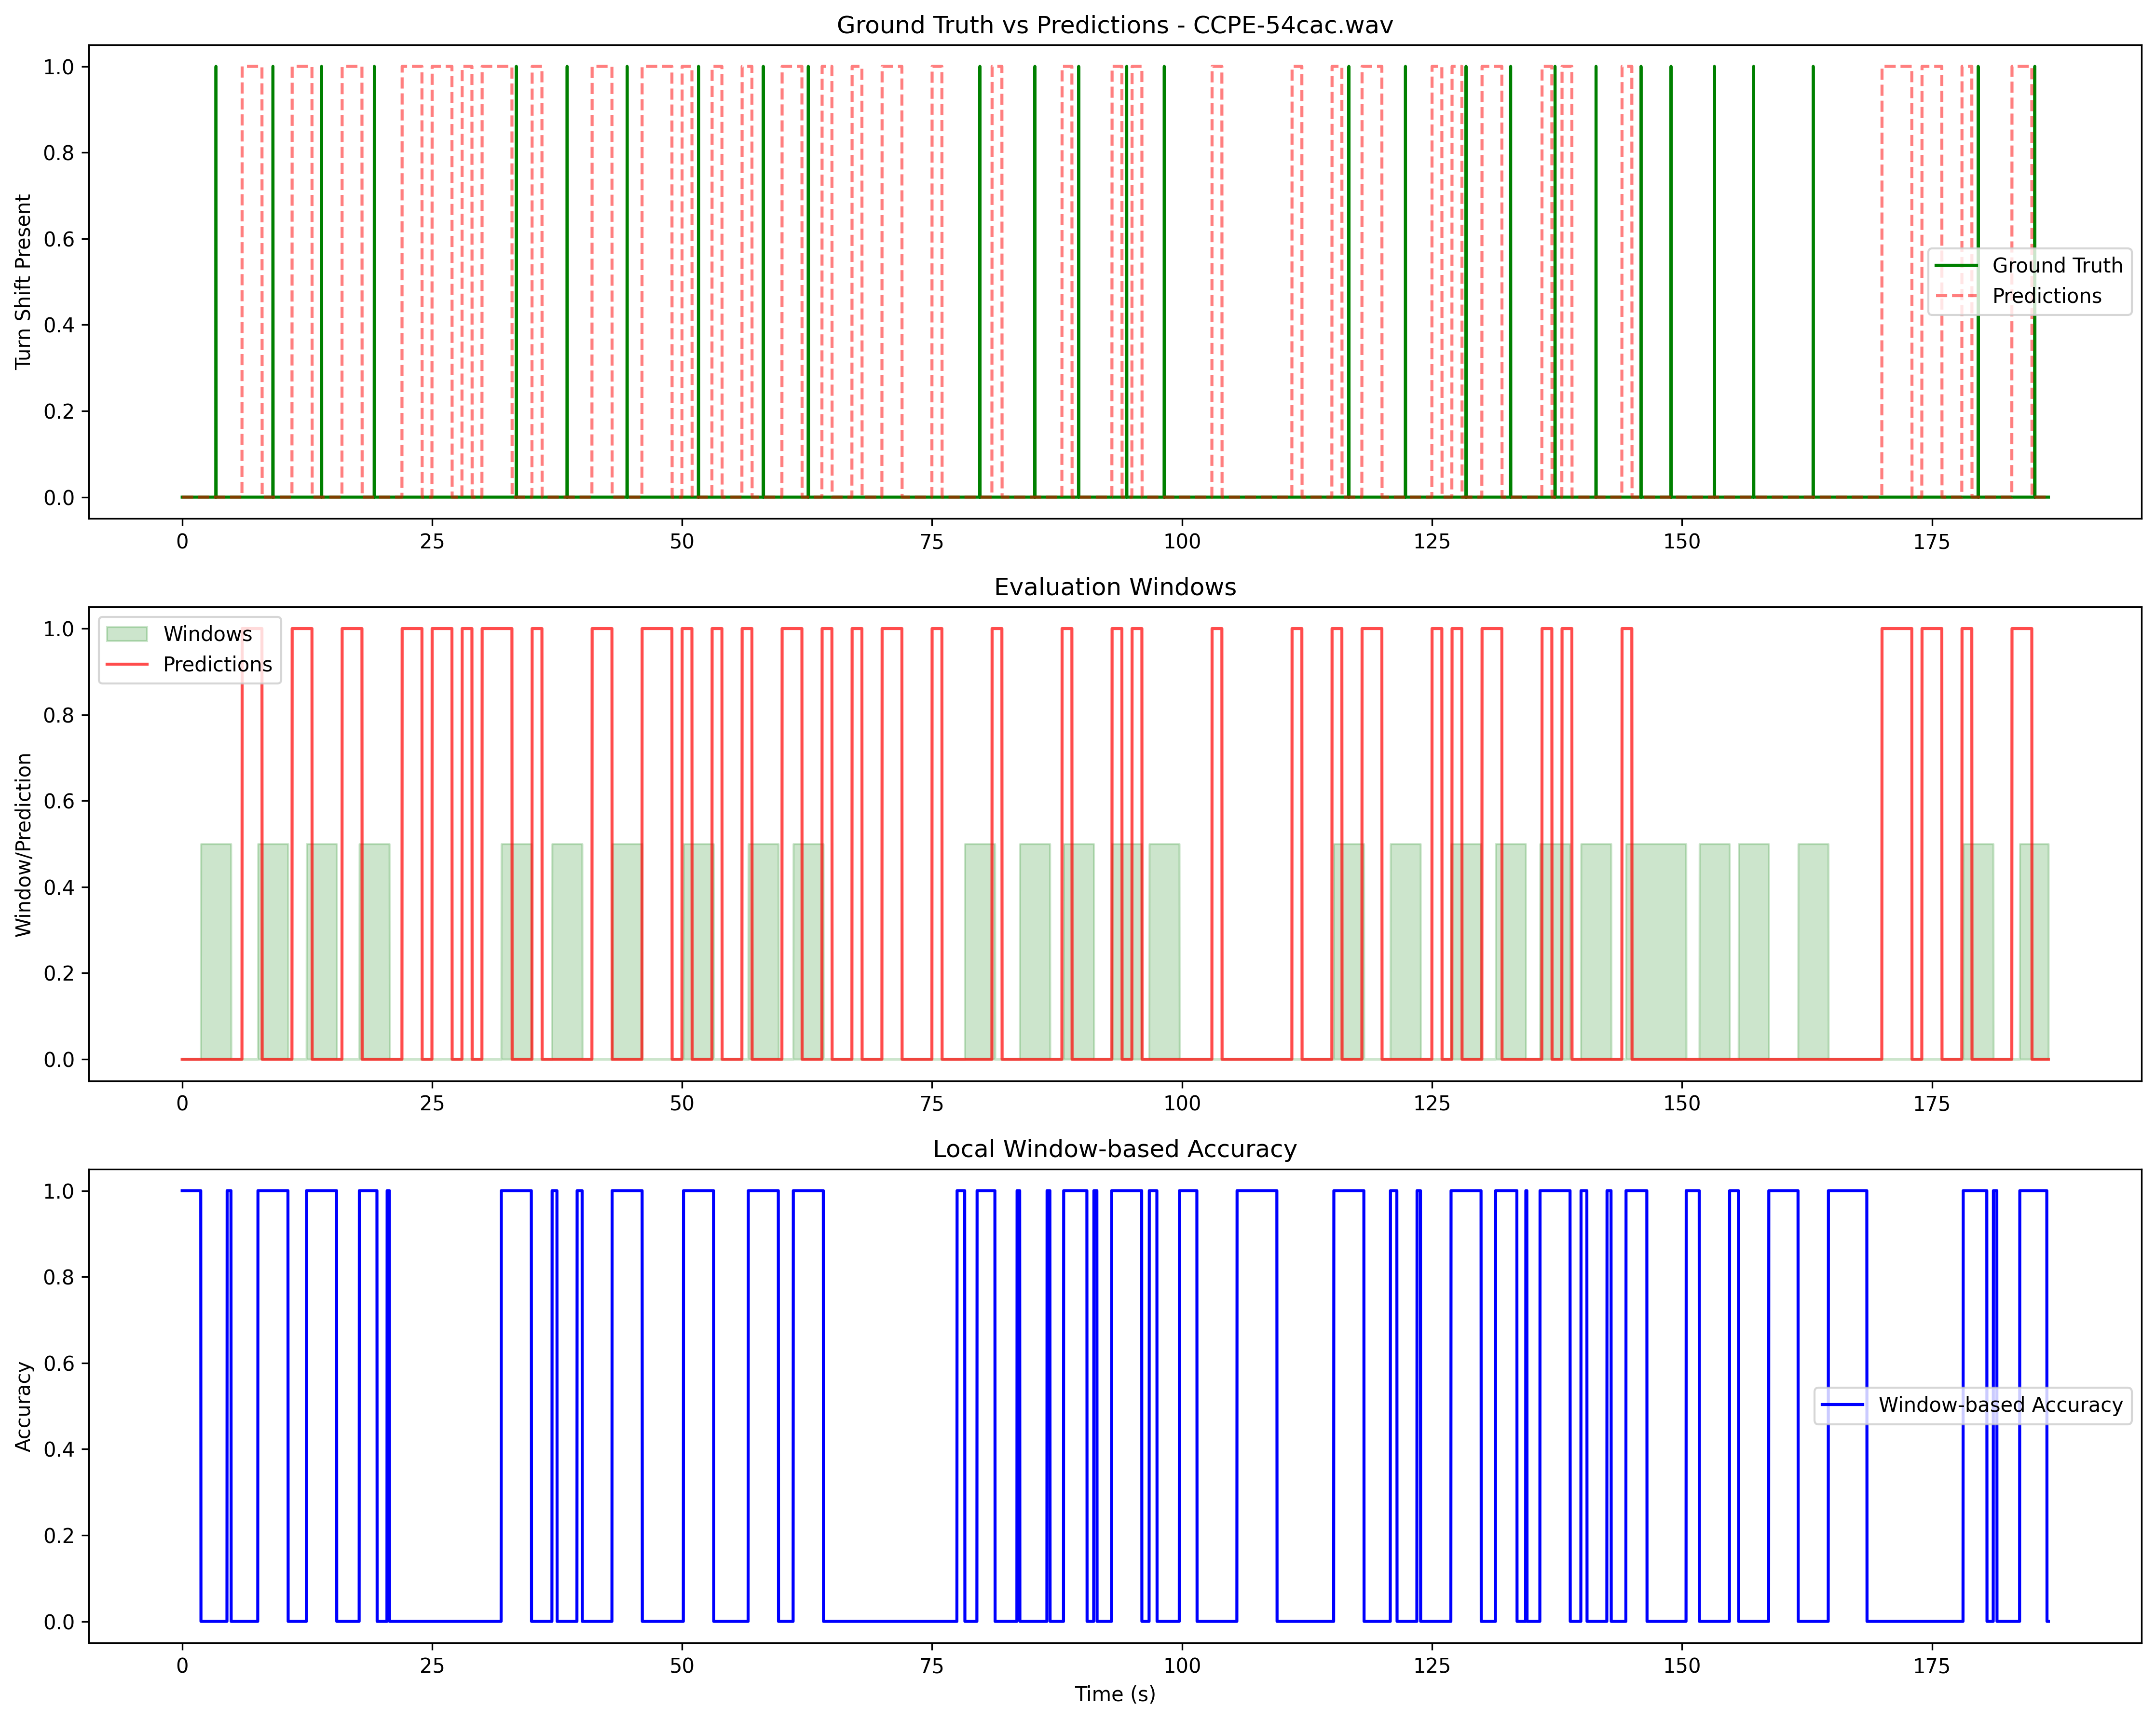 Ground Truth vs Predictions - CCPE-54cac.wav
Turn Shift Present
1.0
0.8
0.6
0.4
0.2
0.0
Ground Truth
Predictions
0 25 50 75 100 125 150 175
Evaluation Windows
Window/Prediction
1.0
0.8
0.6
0.4
0.2
0.0
Windows
Predictions
0 25 50 75 100 125 150 175
Local Window-based Accuracy
Accuracy
1.0
0.8
0.6
0.4
0.2
0.0
Window-based Accuracy
0 25 50 75 100 125 150 175
Time (s)